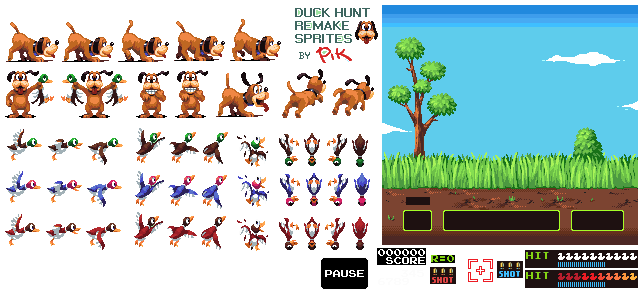 DUCK HUNT
REMAKE
SPRITES
BY PiK
PAUSE
000000
SCORE
R=0
SHOT
SHOT
HIT
HIT